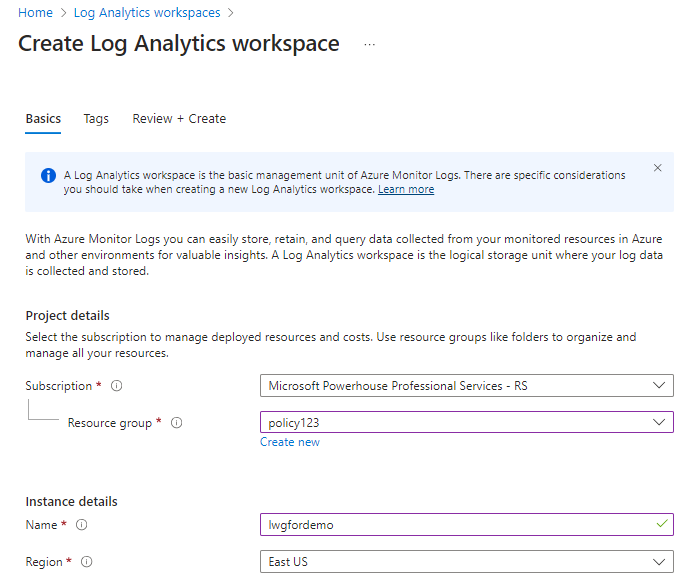 Home > Log Analytics workspaces >
Create Log Analytics workspace ...
Basics Tags Review + Create
A Log Analytics workspace is the basic management unit of Azure Monitor Logs. There are specific considerations
you should take when creating a new Log Analytics workspace. Learn more
With Azure Monitor Logs you can easily store, retain, and query data collected from your monitored resources in Azure
and other environments for valuable insights. A Log Analytics workspace is the logical storage unit where your log data
is collected and stored.
Project details
Select the subscription to manage deployed resources and costs. Use resource groups like folders to organize and
manage all your resources.
Subscription * Microsoft Powerhouse Professional Services - RS
Resource group * policy123
Create new
Instance details
Name * lwgfordemo
Region * East US